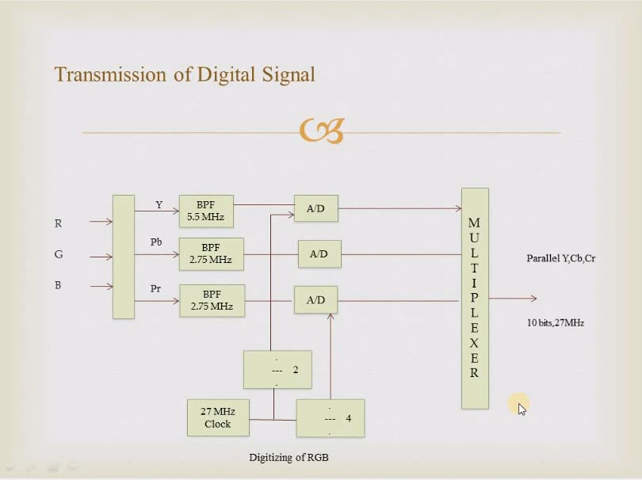 Transmission of Digital Signal
R
G
B
Y
Pb
Pr
BPF
5.5 MHz
BPF
2.75 MHz
BPF
2.75 MHz
A/D
A/D
A/D
MULTIPLEXER
Parallel Y,Cb,Cr
10 bits,27MHz
. --- . 2
. --- . 4
27 MHz
Clock
Digitizing of RGB